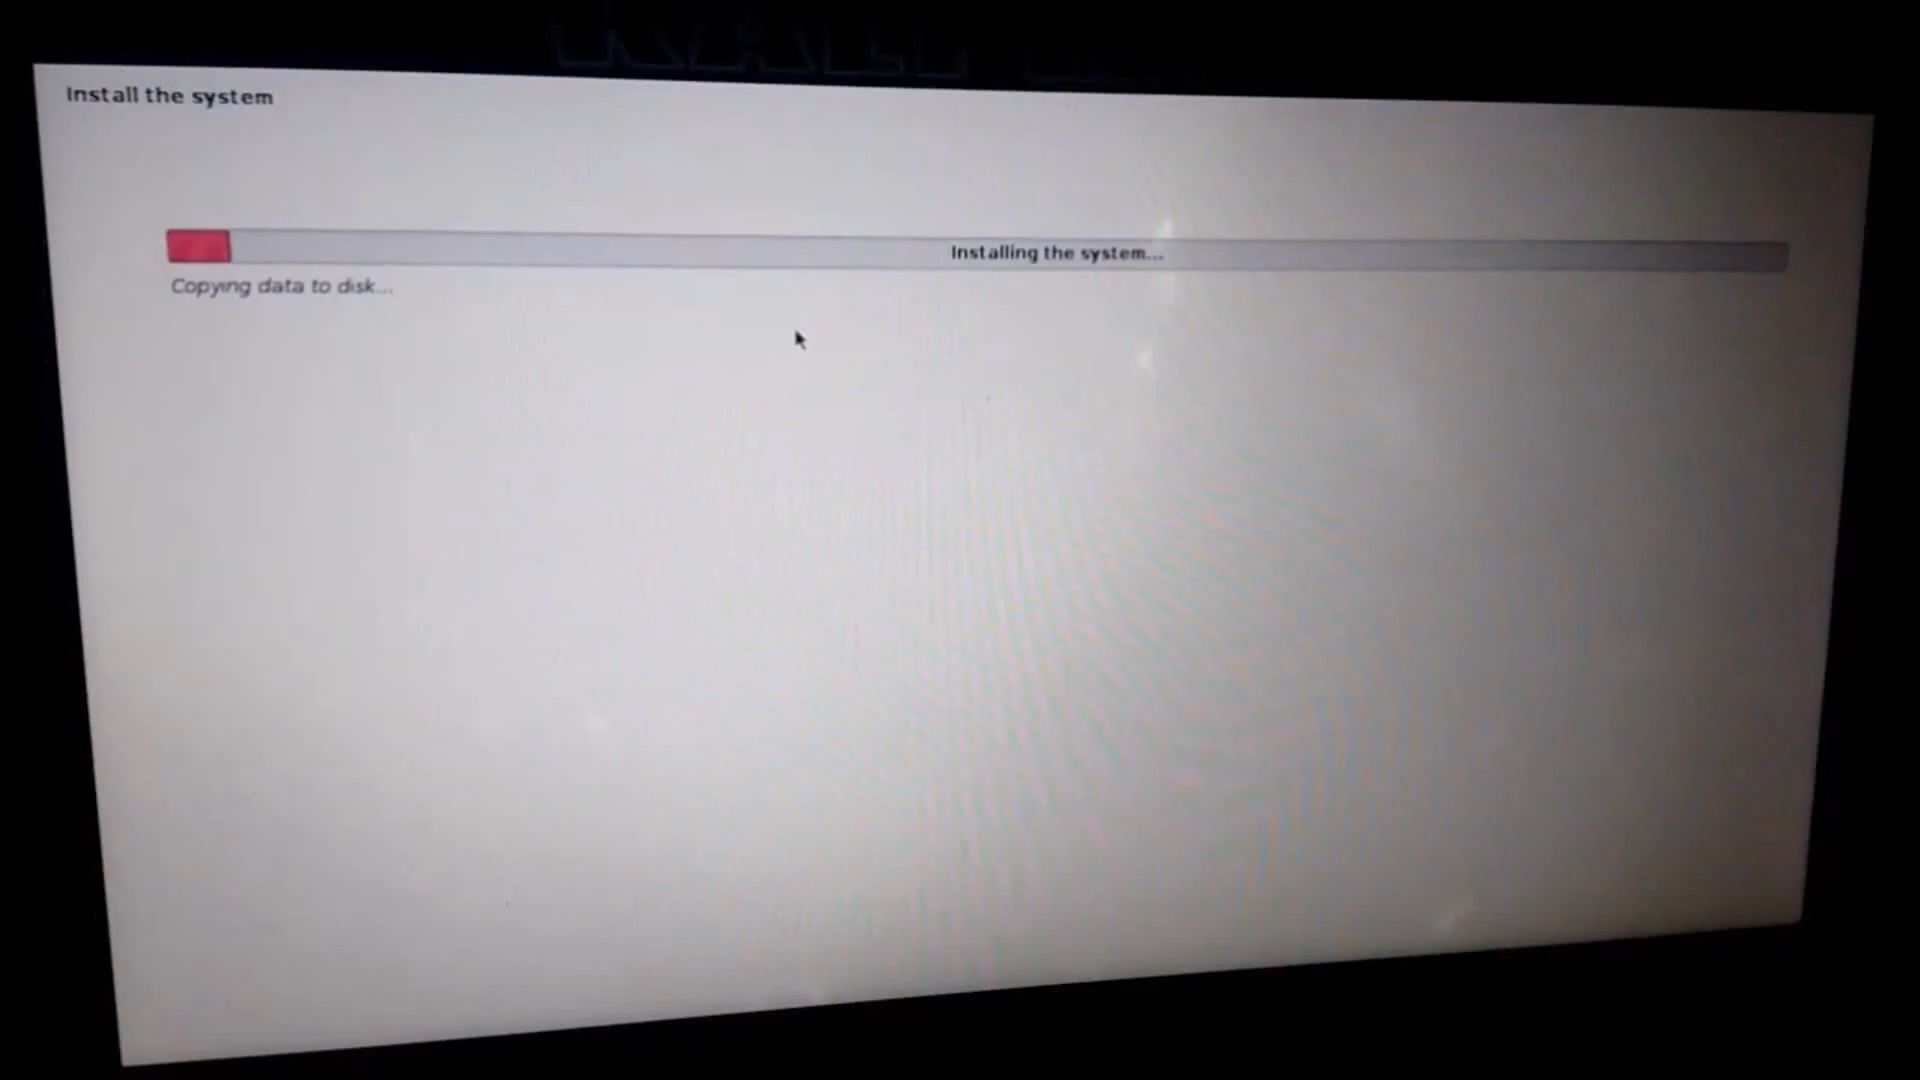 Install the system
Installing the system...
Copying data to disk...